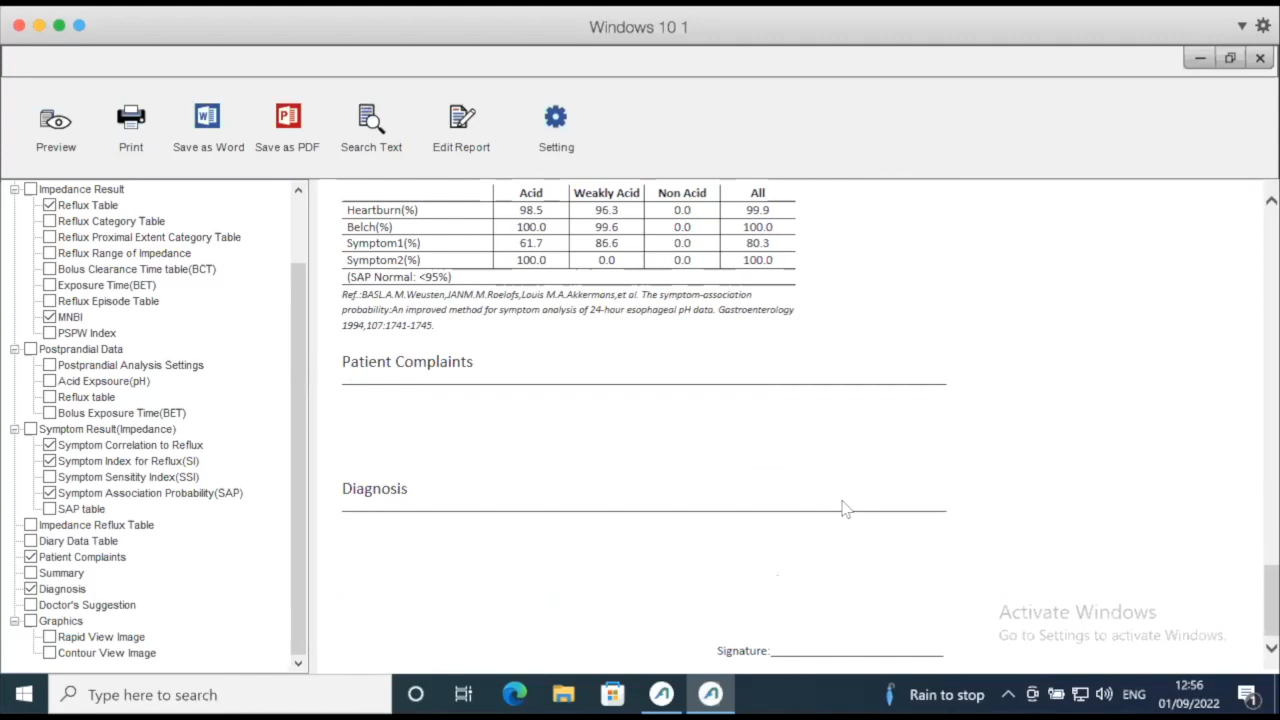 Windows 10 1
Preview
Print
Save as Word
Save as PDF
Search Text
Edit Report
Setting
Impedance Result
Reflux Table
Reflux Category Table
Reflux Proximal Extent Category Table
Reflux Range of Impedance
Bolus Clearance Time table(BCT)
Exposure Time(BET)
Reflux Episode Table
MNBI
PSPW Index
Postprandial Data
Postprandial Analysis Settings
Acid Expsoure(pH)
Reflux table
Bolus Exposure Time(BET)
Symptom Result(Impedance)
Symptom Correlation to Reflux
Symptom Index for Reflux(SI)
Symptom Sensitity Index(SSI)
Symptom Association Probability(SAP)
SAP table
Impedance Reflux Table
Diary Data Table
Patient Complaints
Summary
Diagnosis
Doctor's Suggestion
Graphics
Rapid View Image
Contour View Image
Acid Weakly Acid Non Acid All
Heartburn(%) 98.5 96.3 0.0 99.9
Belch(%) 100.0 99.6 0.0 100.0
Symptom1(%) 61.7 86.6 0.0 80.3
Symptom2(%) 100.0 0.0 0.0 100.0
(SAP Normal: <95%)
Ref.:BASL.A.M.Weusten,JANM.M.Roelofs,Louis M.A.Akkermans,et al. The symptom-association
probability:An improved method for symptom analysis of 24-hour esophageal pH data. Gastroenterology
1994,107:1741-1745.
Patient Complaints
Diagnosis
Signature:
Activate Windows
Go to Settings to activate Windows.
Type here to search
Rain to stop
ENG
12:56
01/09/2022
1